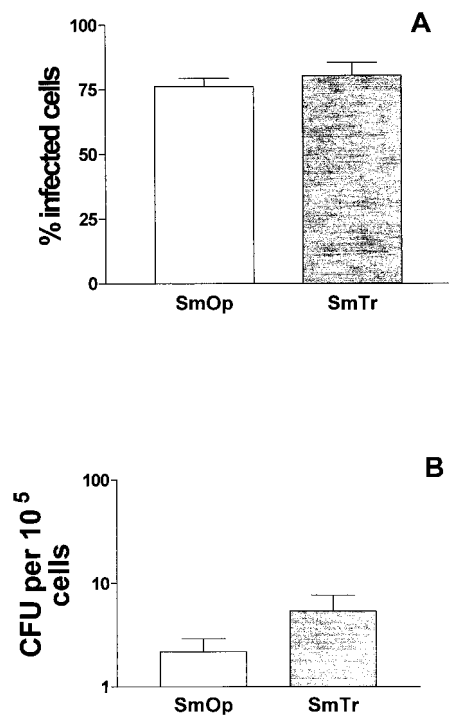 A
% infected cells
100
75
50
25
0
SmOp SmTr
B
CFU per 10 5
cells
100
10
1
SmOp SmTr